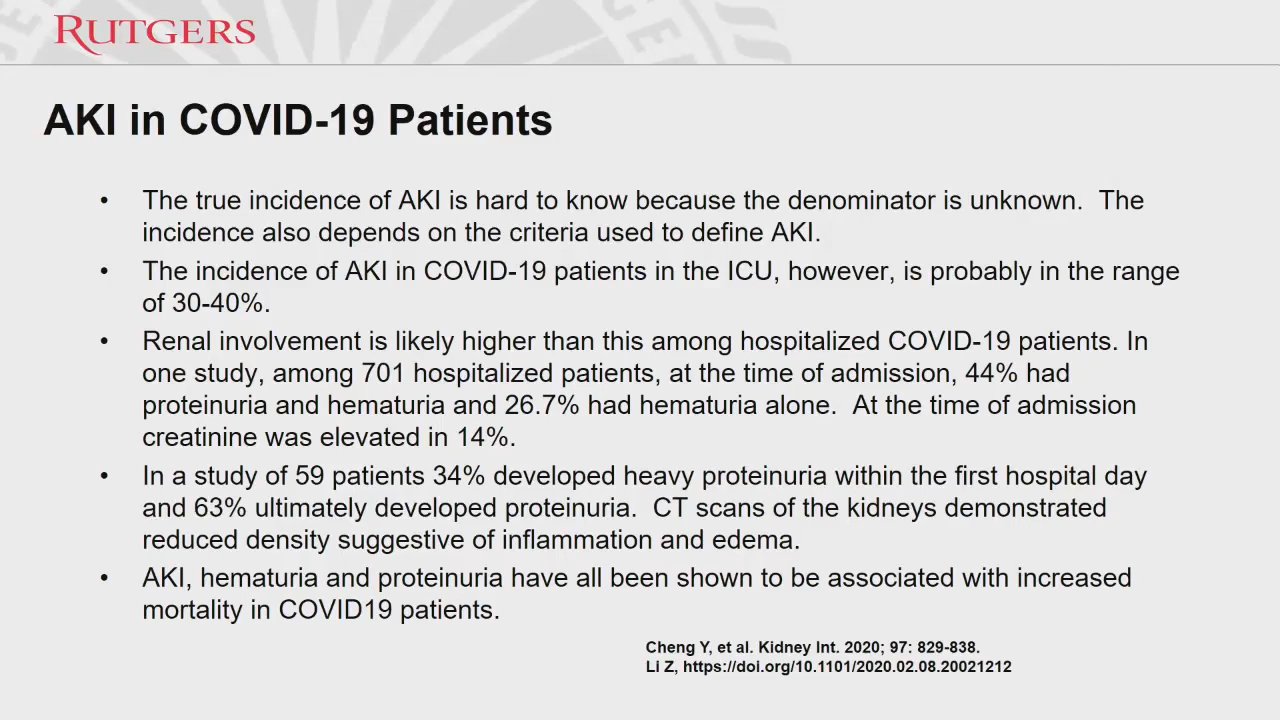 RUTGERS
AKI in COVID-19 Patients
• The true incidence of AKI is hard to know because the denominator is unknown.  The
incidence also depends on the criteria used to define AKI.
• The incidence of AKI in COVID-19 patients in the ICU, however, is probably in the range
of 30-40%.
• Renal involvement is likely higher than this among hospitalized COVID-19 patients. In
one study, among 701 hospitalized patients, at the time of admission, 44% had
proteinuria and hematuria and 26.7% had hematuria alone.  At the time of admission
creatinine was elevated in 14%.
• In a study of 59 patients 34% developed heavy proteinuria within the first hospital day
and 63% ultimately developed proteinuria.  CT scans of the kidneys demonstrated
reduced density suggestive of inflammation and edema.
• AKI, hematuria and proteinuria have all been shown to be associated with increased
mortality in COVID19 patients.
Cheng Y, et al. Kidney Int. 2020; 97: 829-838.
Li Z, https://doi.org/10.1101/2020.02.08.20021212